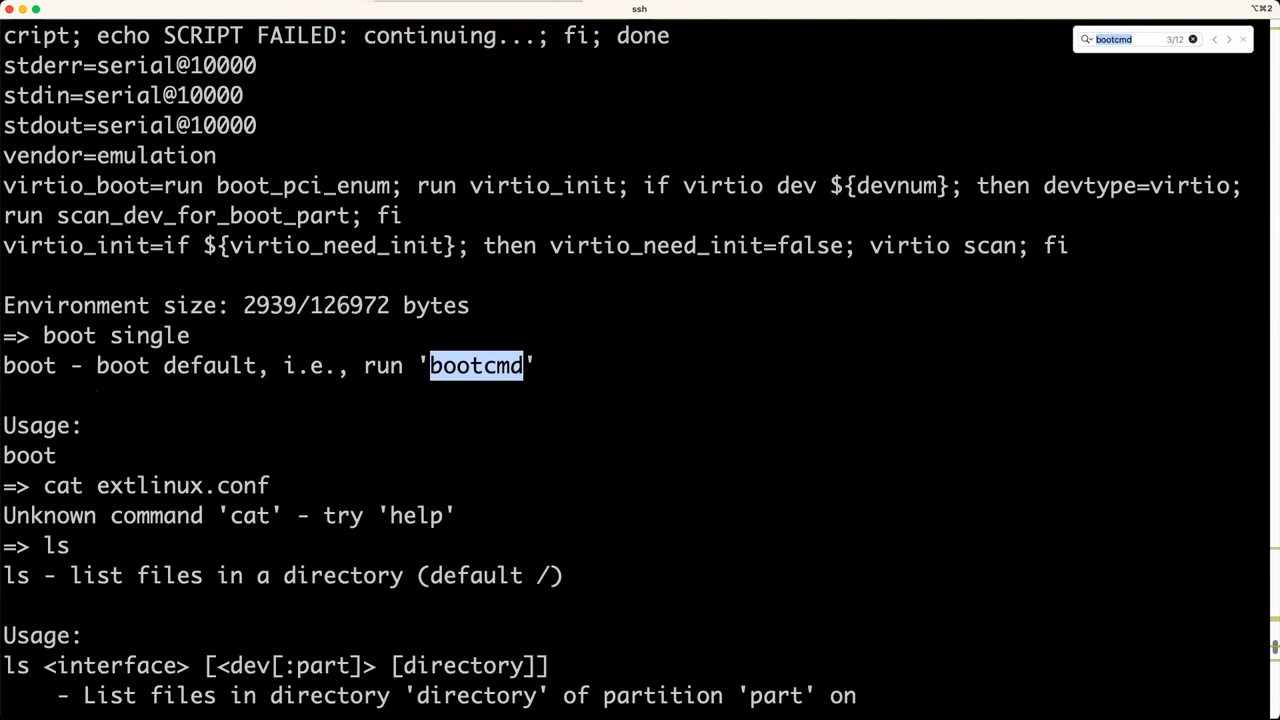 ssh
⌥⌘2
bootcmd 3/12
cript; echo SCRIPT FAILED: continuing...; fi; done
stderr=serial@10000
stdin=serial@10000
stdout=serial@10000
vendor=emulation
virtio_boot=run boot_pci_enum; run virtio_init; if virtio dev ${devnum}; then devtype=virtio;
run scan_dev_for_boot_part; fi
virtio_init=if ${virtio_need_init}; then virtio_need_init=false; virtio scan; fi
Environment size: 2939/126972 bytes
=> boot single
boot - boot default, i.e., run 'bootcmd'
Usage:
boot
=> cat extlinux.conf
Unknown command 'cat' - try 'help'
=> ls
ls - list files in a directory (default /)
Usage:
ls <interface> [<dev[:part]> [directory]]
- List files in directory 'directory' of partition 'part' on